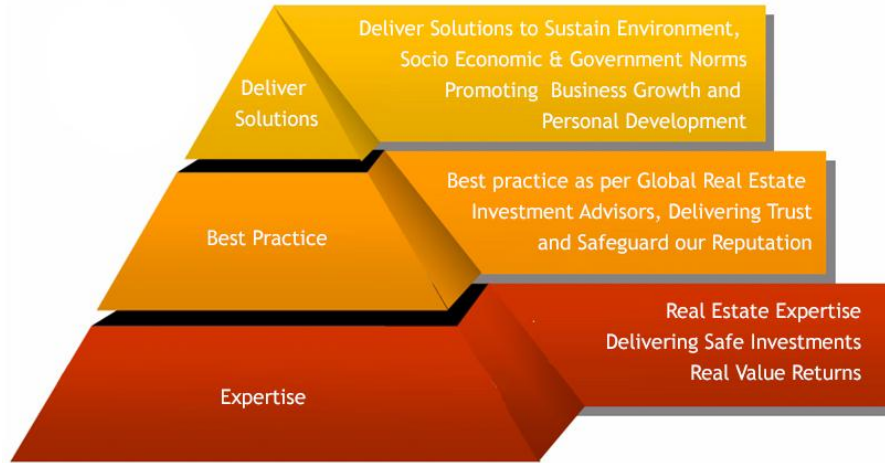 Deliver
Solutions
Deliver Solutions to Sustain Environment,
Socio Economic & Government Norms
Promoting Business Growth and
Personal Development
Best Practice
Best practice as per Global Real Estate
Investment Advisors, Delivering Trust
and Safeguard our Reputation
Expertise
Real Estate Expertise
Delivering Safe Investments
Real Value Returns